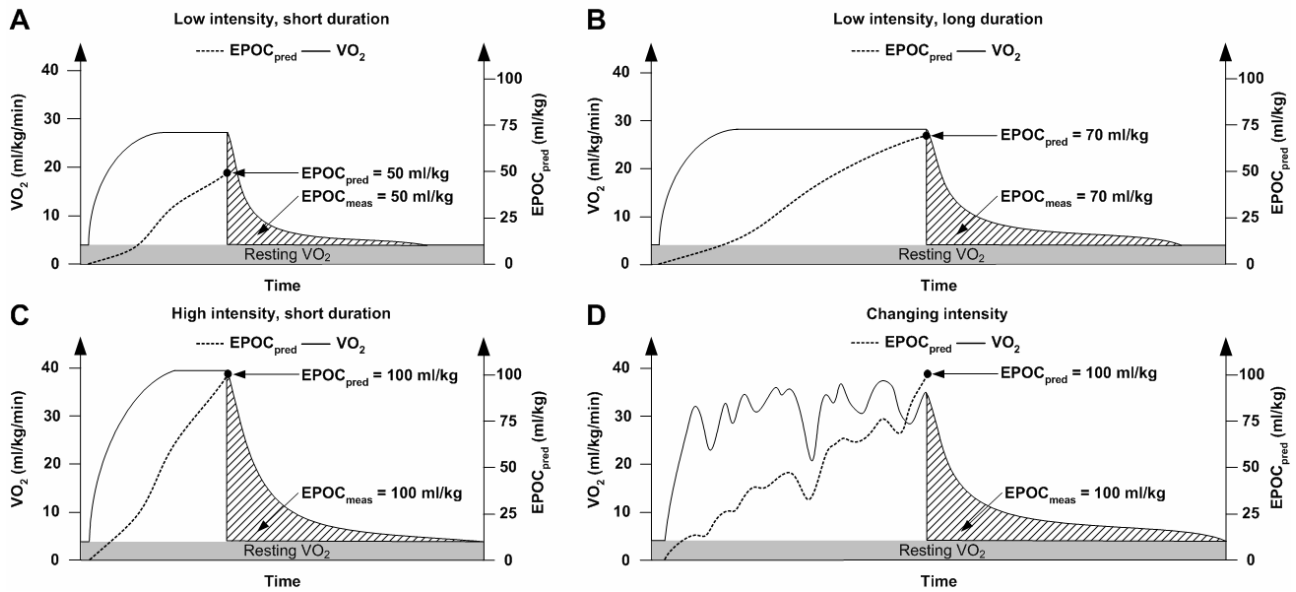 A
Low intensity, short duration
EPOCpred VO2
VO2 (ml/kg/min)
40
30
20
10
0
100
75
50
25
0
EPOCpred (ml/kg)
EPOCpred = 50 ml/kg
EPOCmeas = 50 ml/kg
Resting VO2
Time
B
Low intensity, long duration
EPOCpred VO2
VO2 (ml/kg/min)
40
30
20
10
0
100
75
50
25
0
EPOCpred (ml/kg)
EPOCpred = 70 ml/kg
EPOCmeas = 70 ml/kg
Resting VO2
Time
C
High intensity, short duration
EPOCpred VO2
VO2 (ml/kg/min)
40
30
20
10
0
100
75
50
25
0
EPOCpred (ml/kg)
EPOCpred = 100 ml/kg
EPOCmeas = 100 ml/kg
Resting VO2
Time
D
Changing intensity
EPOCpred VO2
VO2 (ml/kg/min)
40
30
20
10
0
100
75
50
25
0
EPOCpred (ml/kg)
EPOCpred = 100 ml/kg
EPOCmeas = 100 ml/kg
Resting VO2
Time